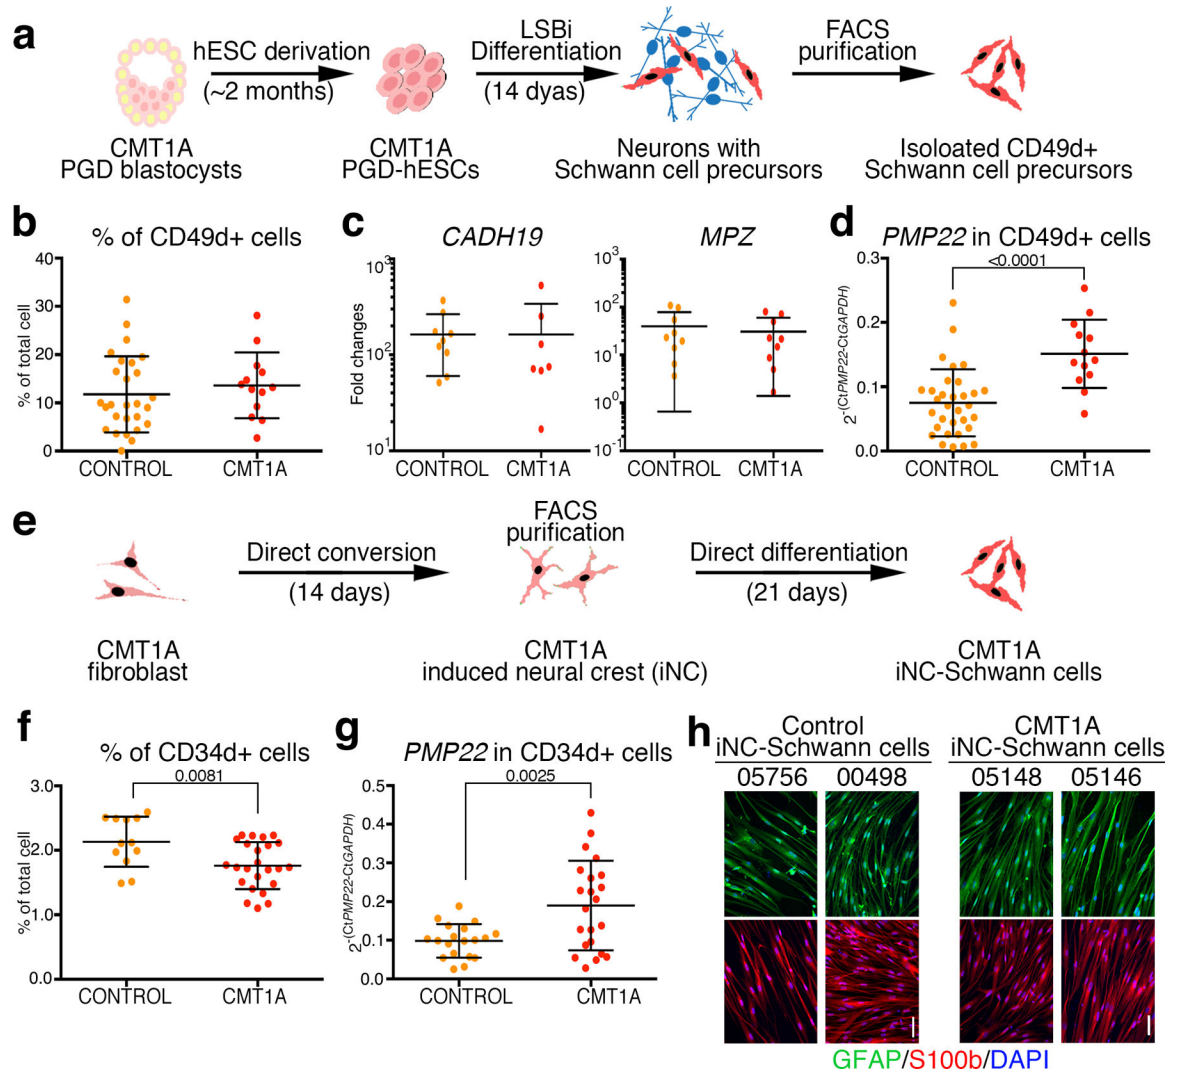 a
hESC derivation
(~2 months)
LSBi
Differentiation
(14 dyas)
FACS
purification
CMT1A
PGD blastocysts
CMT1A
PGD-hESCs
Neurons with
Schwann cell precursors
Isoloated CD49d+
Schwann cell precursors
b
% of CD49d+ cells
% of total cell
40
30
20
10
0
CONTROL
CMT1A
c
CADH19
Fold changes
10³
10²
10¹
CONTROL
CMT1A
MPZ
10³
10²
10¹
10⁰
10⁻¹
CONTROL
CMT1A
d
PMP22 in CD49d+ cells
<0.0001
2^-(CtPMP22-CtGAPDH)
0.3
0.2
0.1
0.0
CONTROL
CMT1A
e
Direct conversion
(14 days)
FACS
purification
Direct differentiation
(21 days)
CMT1A
fibroblast
CMT1A
induced neural crest (iNC)
CMT1A
iNC-Schwann cells
f
% of CD34d+ cells
0.0081
% of total cell
3.0
2.0
1.0
0.0
CONTROL
CMT1A
g
PMP22 in CD34d+ cells
0.0025
2^-(CtPMP22-CtGAPDH)
0.5
0.4
0.3
0.2
0.1
0.0
CONTROL
CMT1A
h
Control
iNC-Schwann cells
05756 00498
CMT1A
iNC-Schwann cells
05148 05146
GFAP/S100b/DAPI